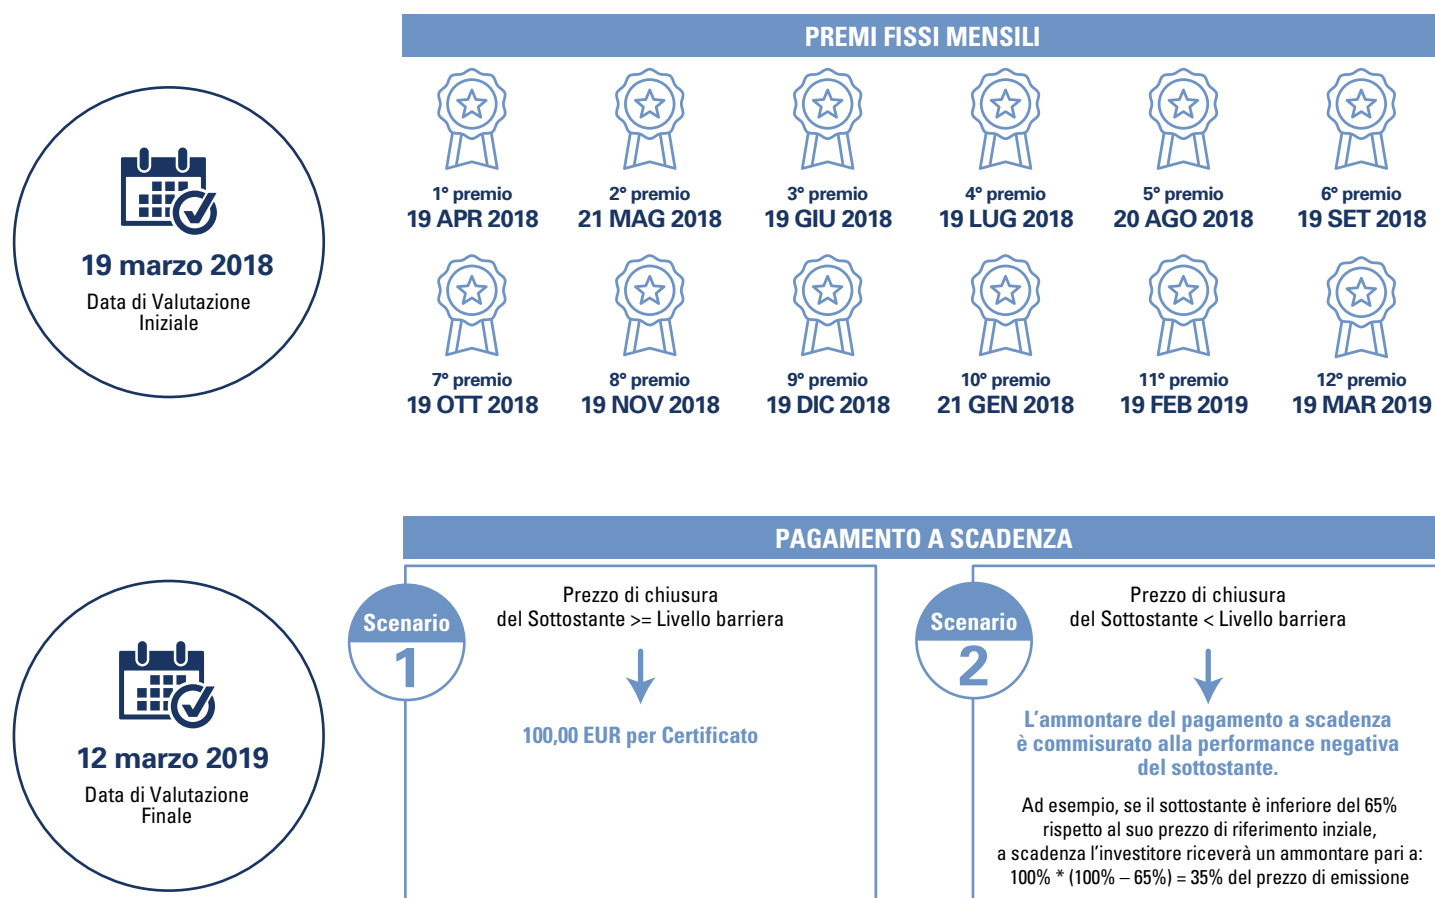 PREMI FISSI MENSILI
19 marzo 2018
Data di Valutazione
Iniziale
1° premio
19 APR 2018
2° premio
21 MAG 2018
3° premio
19 GIU 2018
4° premio
19 LUG 2018
5° premio
20 AGO 2018
6° premio
19 SET 2018
7° premio
19 OTT 2018
8° premio
19 NOV 2018
9° premio
19 DIC 2018
10° premio
21 GEN 2018
11° premio
19 FEB 2019
12° premio
19 MAR 2019
PAGAMENTO A SCADENZA
12 marzo 2019
Data di Valutazione
Finale
Scenario
1
Prezzo di chiusura
del Sottostante >= Livello barriera
100,00 EUR per Certificato
Scenario
2
Prezzo di chiusura
del Sottostante < Livello barriera
L’ammontare del pagamento a scadenza
è commisurato alla performance negativa
del sottostante.
Ad esempio, se il sottostante è inferiore del 65%
rispetto al suo prezzo di riferimento inziale,
a scadenza l’investitore riceverà un ammontare pari a:
100% * (100% – 65%) = 35% del prezzo di emissione